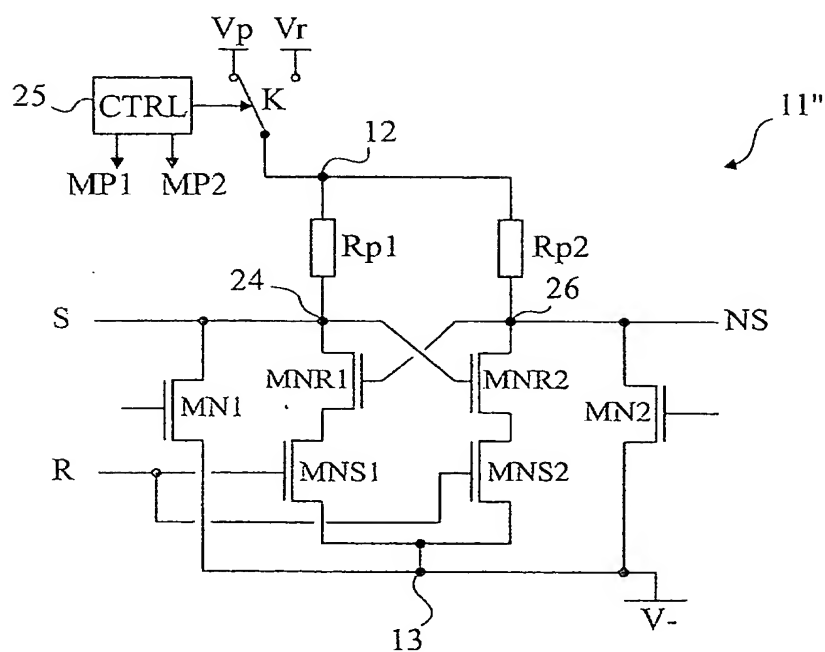 Vp Vr
25 CTRL K
12
11"
MP1 MP2
Rp1 Rp2
24 26
S NS
MNR1 MNR2
MN1 MN2
R MNS1 MNS2
13
V-